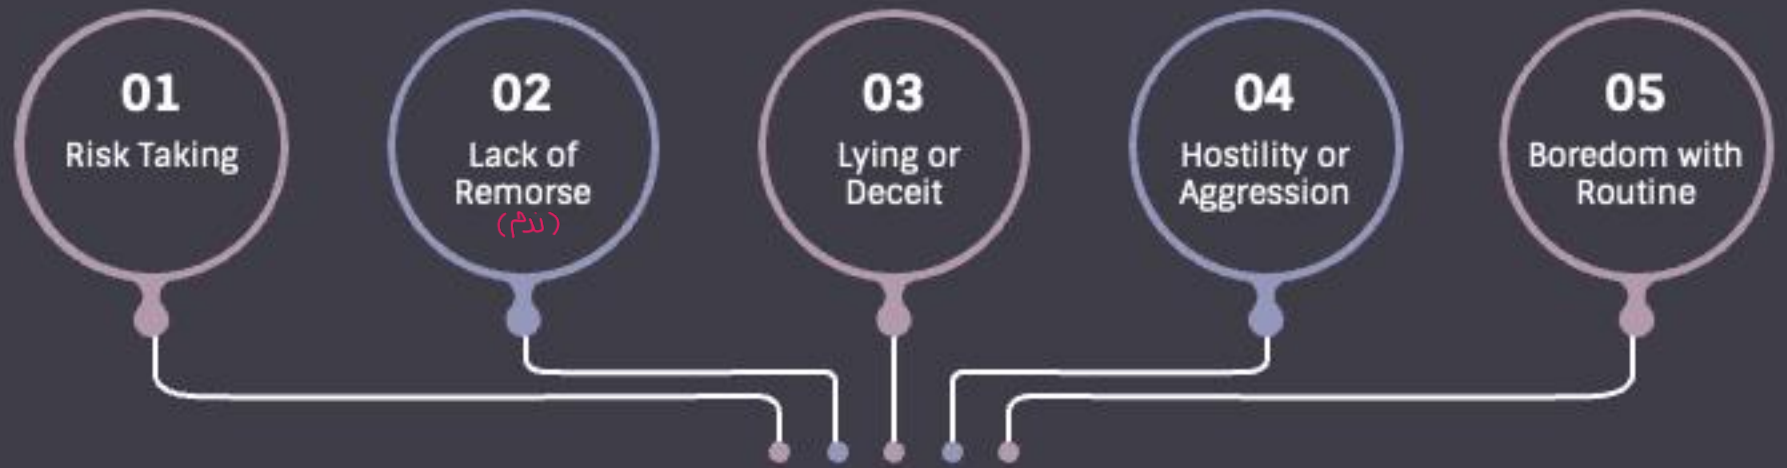 01
Risk Taking
02
Lack of
Remorse
(ندم)
03
Lying or
Deceit
04
Hostility or
Aggression
05
Boredom with
Routine